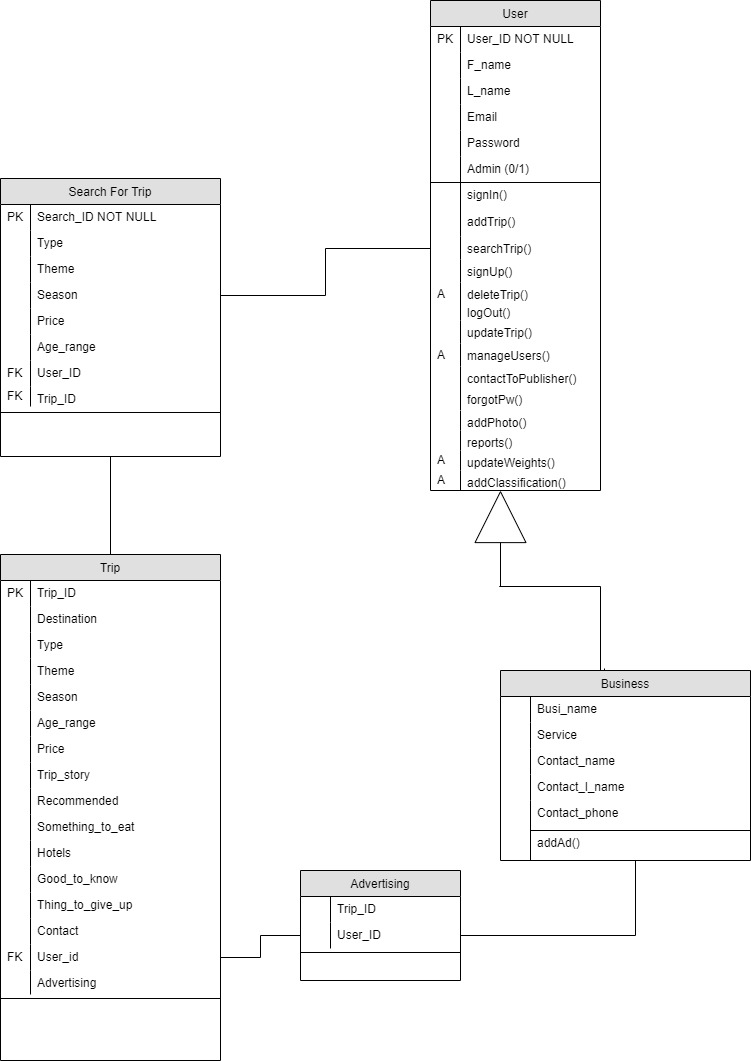 User
PK User_ID NOT NULL
F_name
L_name
Email
Password
Admin (0/1)
signIn()
addTrip()
searchTrip()
signUp()
A deleteTrip()
logOut()
updateTrip()
A manageUsers()
contactToPublisher()
forgotPw()
addPhoto()
reports()
A updateWeights()
A addClassification()
Search For Trip
PK Search_ID NOT NULL
Type
Theme
Season
Price
Age_range
FK User_ID
FK Trip_ID
Trip
PK Trip_ID
Destination
Type
Theme
Season
Age_range
Price
Trip_story
Recommended
Something_to_eat
Hotels
Good_to_know
Thing_to_give_up
Contact
FK User_id
Advertising
Business
Busi_name
Service
Contact_name
Contact_l_name
Contact_phone
addAd()
Advertising
Trip_ID
User_ID